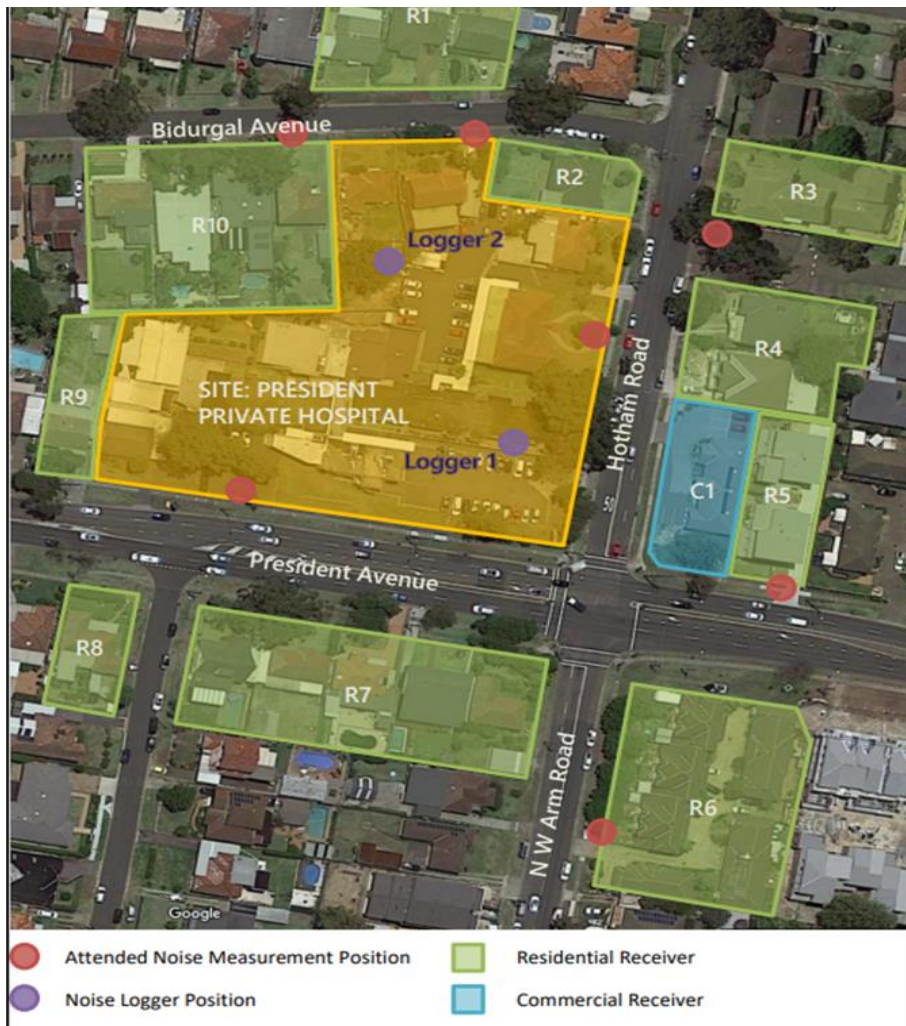 R1
Bidurgal Avenue
R2
R3
R10
Logger 2
R4
Hotham Road
R9
SITE: PRESIDENT
PRIVATE HOSPITAL
Logger 1
C1
R5
50
President Avenue
R8
R7
N W Arm Road
R6
Google
Attended Noise Measurement Position
Residential Receiver
Noise Logger Position
Commercial Receiver